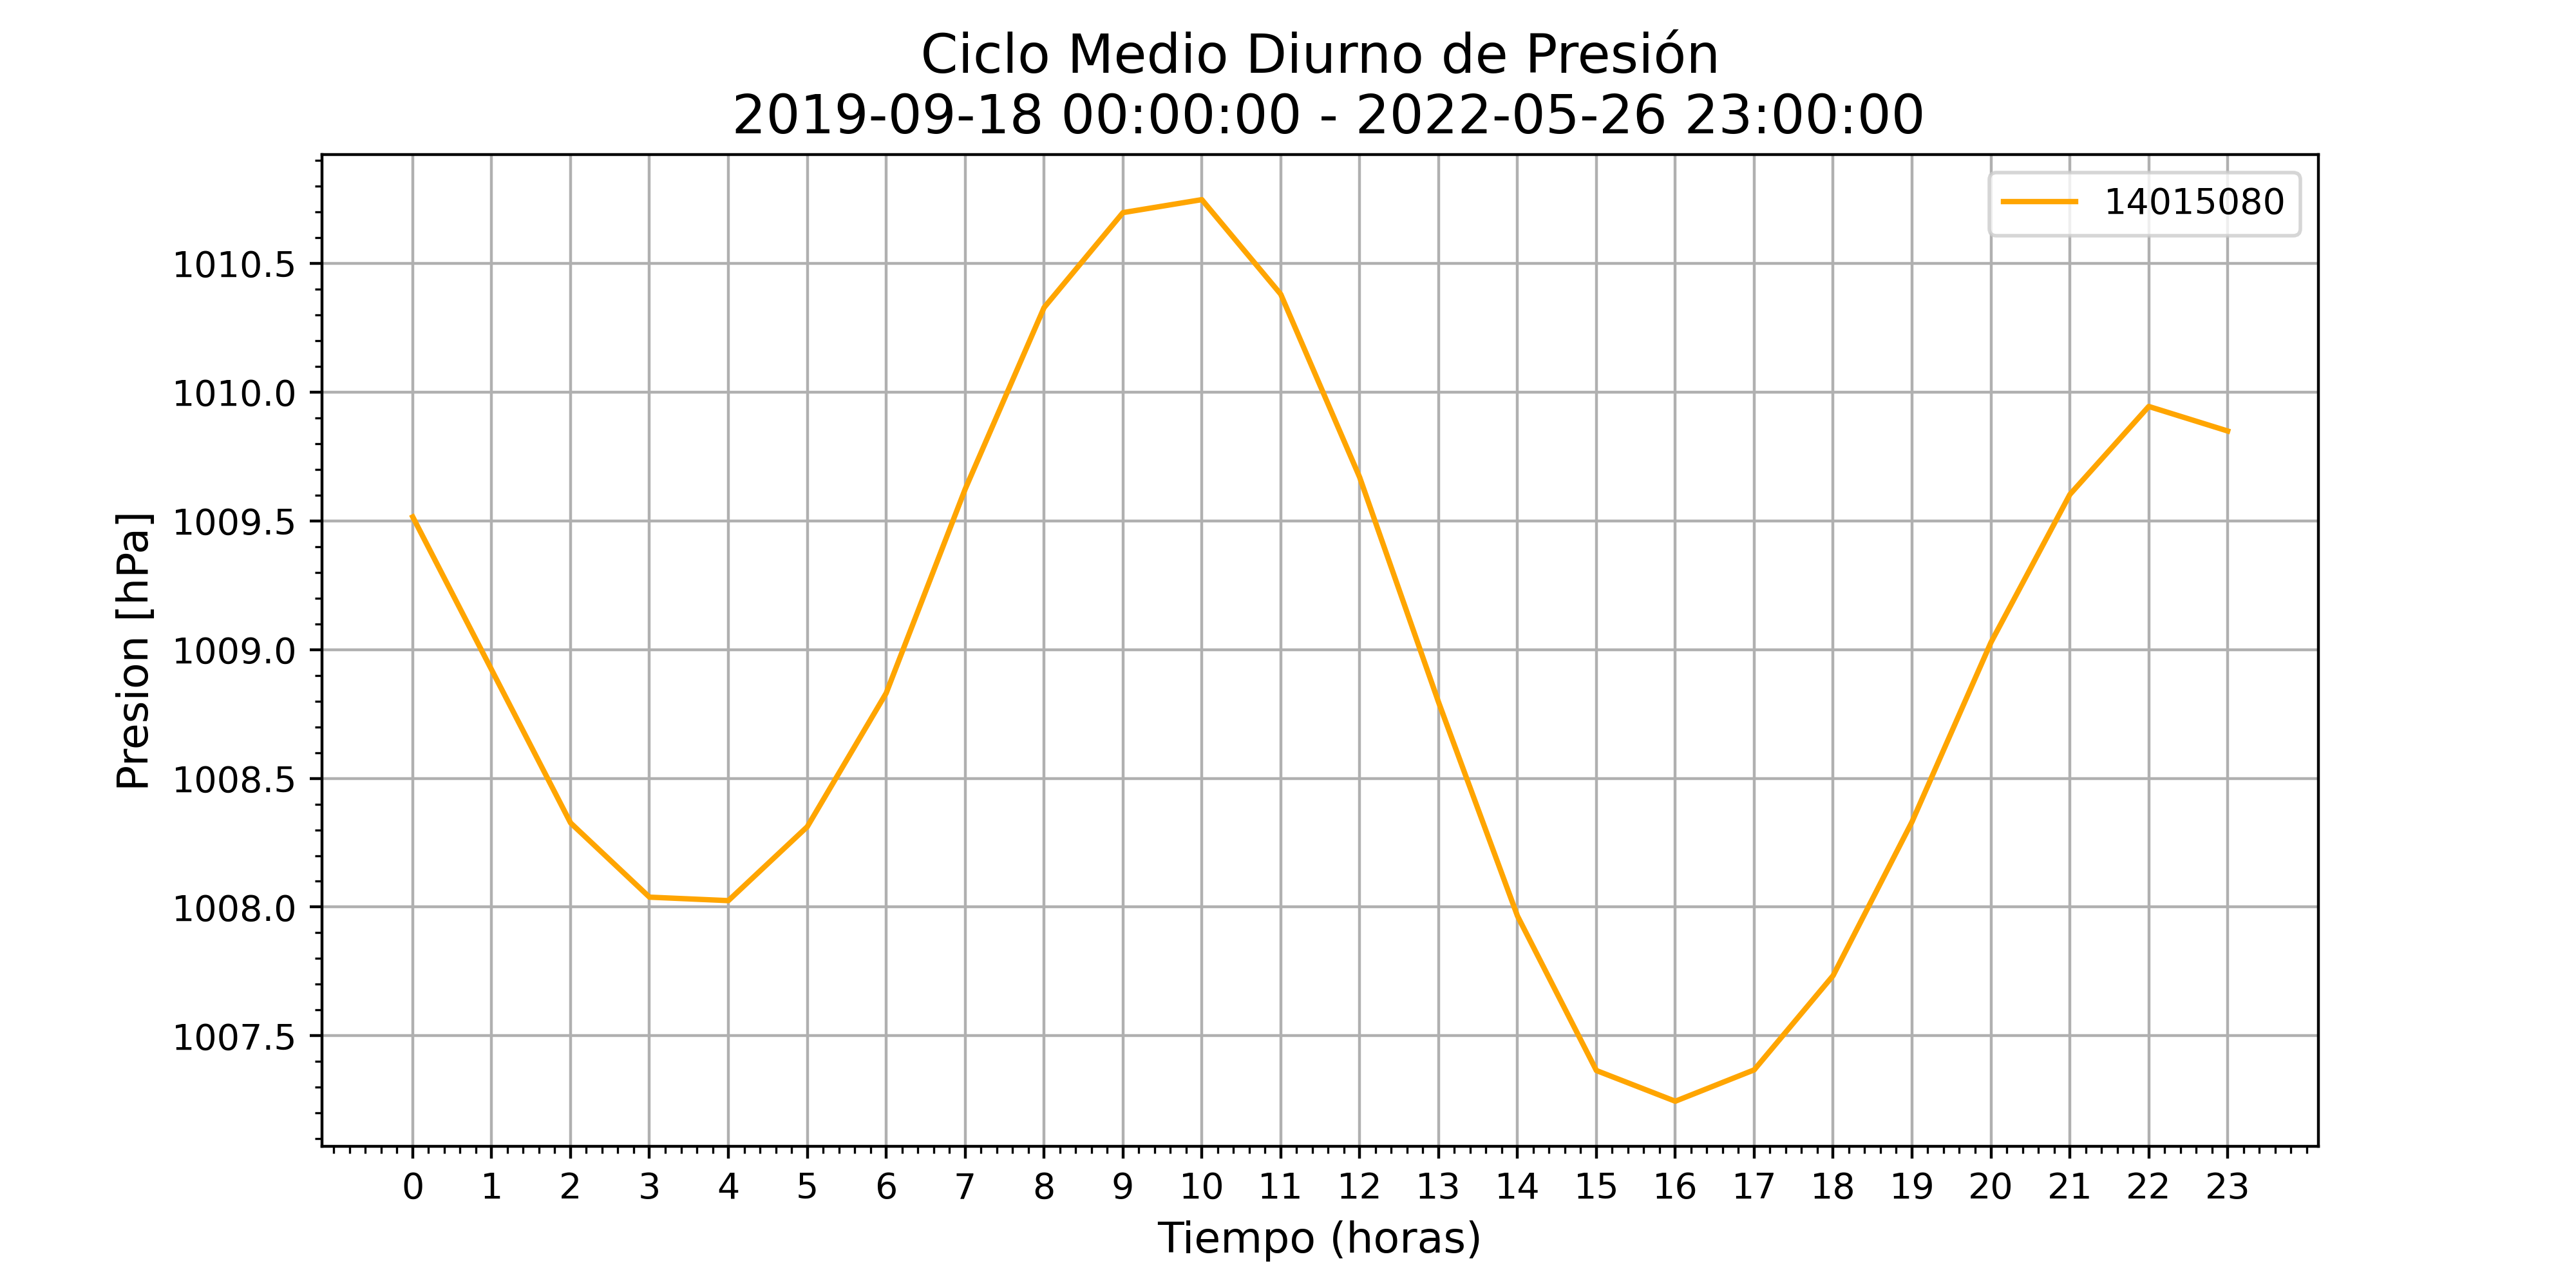 Ciclo Medio Diurno de Presión
2019-09-18 00:00:00 - 2022-05-26 23:00:00
14015080
Presion [hPa]
1010.5
1010.0
1009.5
1009.0
1008.5
1008.0
1007.5
0 1 2 3 4 5 6 7 8 9 10 11 12 13 14 15 16 17 18 19 20 21 22 23
Tiempo (horas)